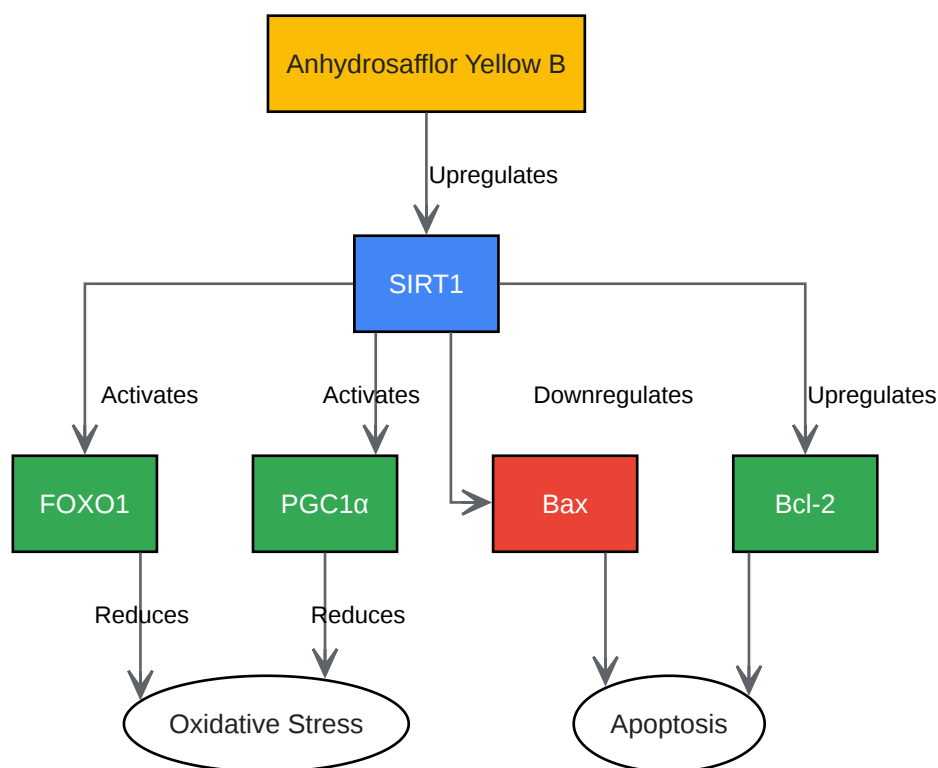 Anhydrosafflor Yellow B
Upregulates
SIRT1
Activates
Activates
Downregulates
Upregulates
FOXO1
PGC1α
Bax
Bcl-2
Reduces
Reduces
Oxidative Stress
Apoptosis